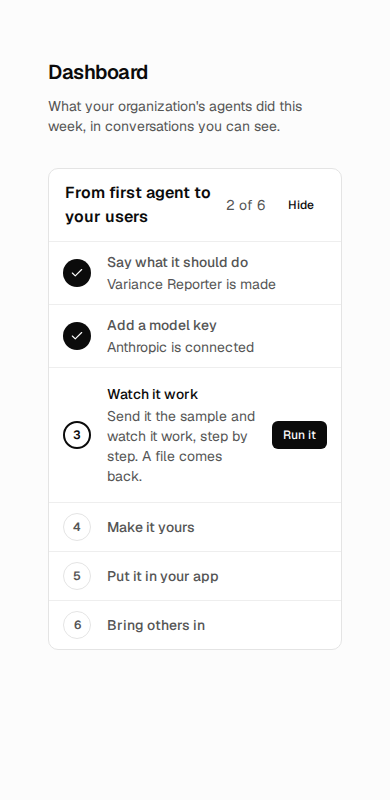 Dashboard
What your organization's agents did this
week, in conversations you can see.
From first agent to
your users
2 of 6
Hide
Say what it should do
Variance Reporter is made
Add a model key
Anthropic is connected
3
Watch it work
Send it the sample and
watch it work, step by
step. A file comes
back.
Run it
4
Make it yours
5
Put it in your app
6
Bring others in